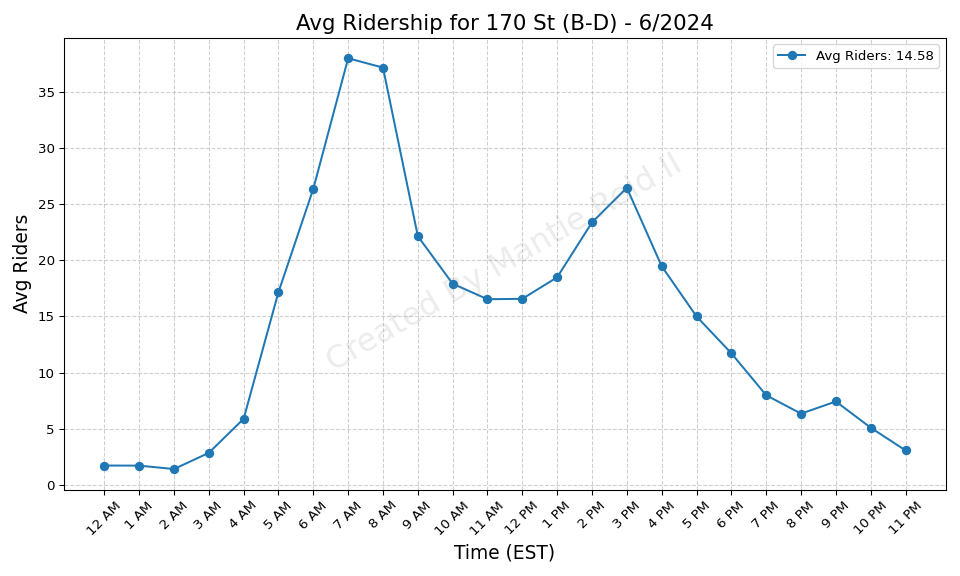 Avg Ridership for 170 St (B-D) - 6/2024
Avg Riders: 14.58
Avg Riders
35
30
25
20
15
10
5
0
Created By Mantie Reid II
12 AM
1 AM
2 AM
3 AM
4 AM
5 AM
6 AM
7 AM
8 AM
9 AM
10 AM
11 AM
12 PM
1 PM
2 PM
3 PM
4 PM
5 PM
6 PM
7 PM
8 PM
9 PM
10 PM
11 PM
Time (EST)